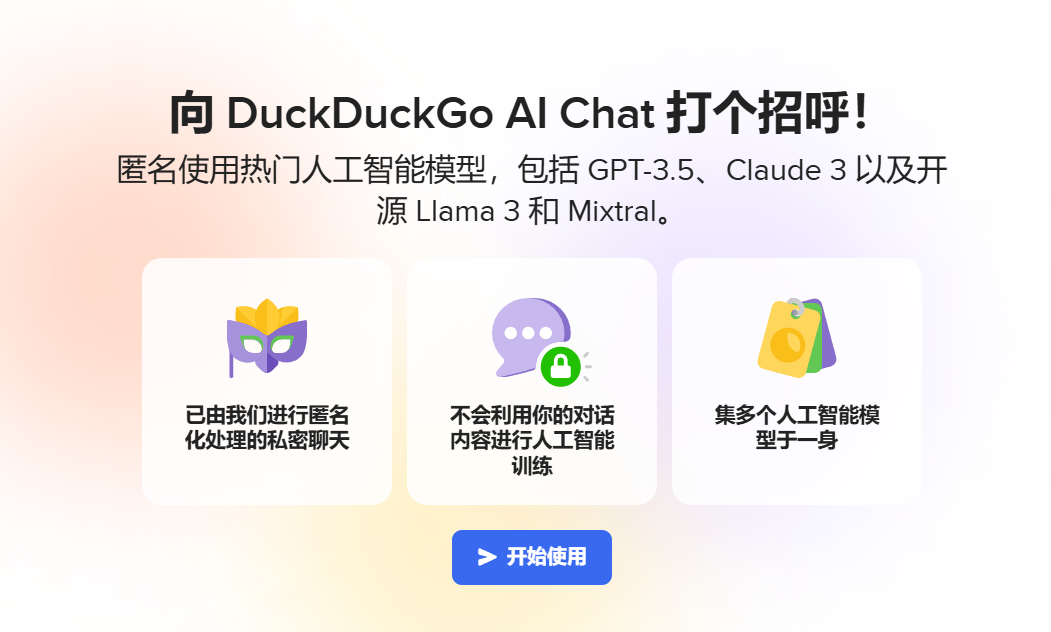 向 DuckDuckGo AI Chat 打个招呼！
匿名使用热门人工智能模型，包括 GPT-3.5、Claude 3 以及开
源 Llama 3 和 Mixtral。
已由我们进行匿名
化处理的私密聊天
不会利用你的对话
内容进行人工智能
训练
集多个人工智能模
型于一身
开始使用